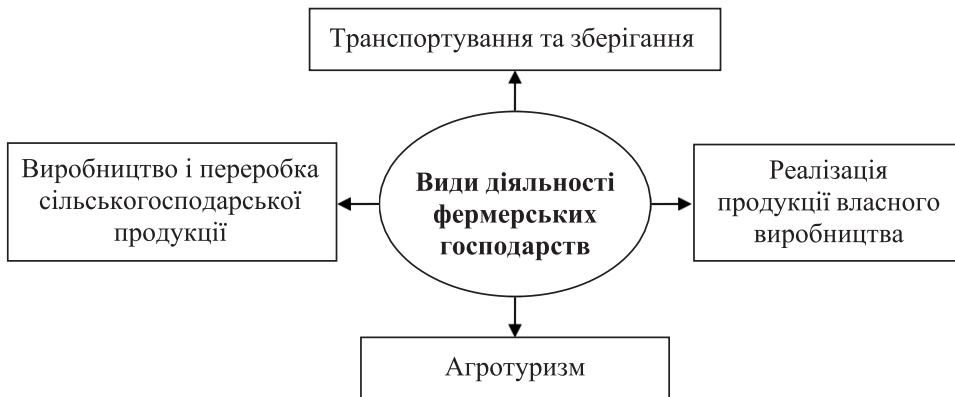 Транспортування та зберігання
Виробництво і переробка
сільськогосподарської
продукції
Види діяльності
фермерських
господарств
Реалізація
продукції власного
виробництва
Агротуризм